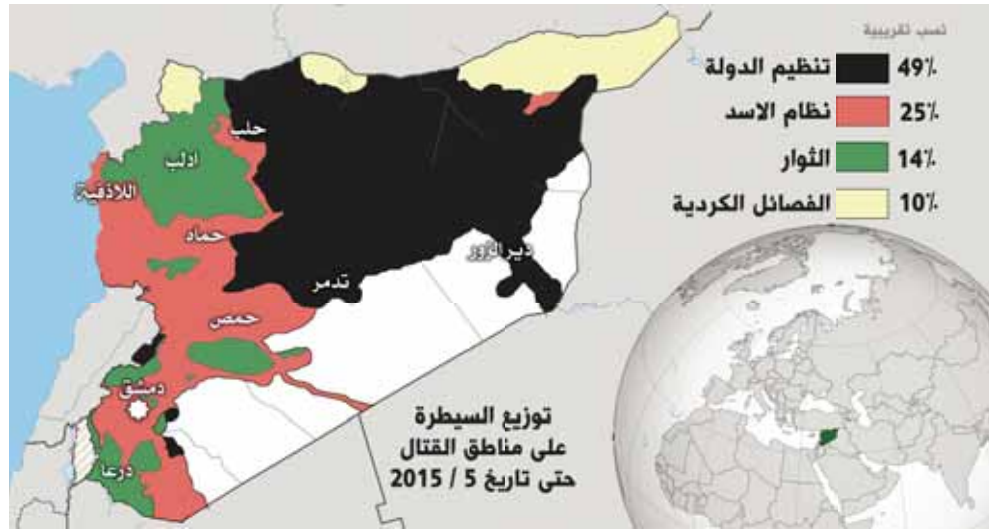 نسب تقريبية
تنظيم الدولة 49%
نظام الاسد 25%
الثوار 14%
الفصائل الكردية 10%
حلب
ادلب
اللاذقية
حماد
دير الزور
تدمر
حمص
دمشق
درعا
توزيع السيطرة
على مناطق القتال
حتى تاريخ 5 / 2015